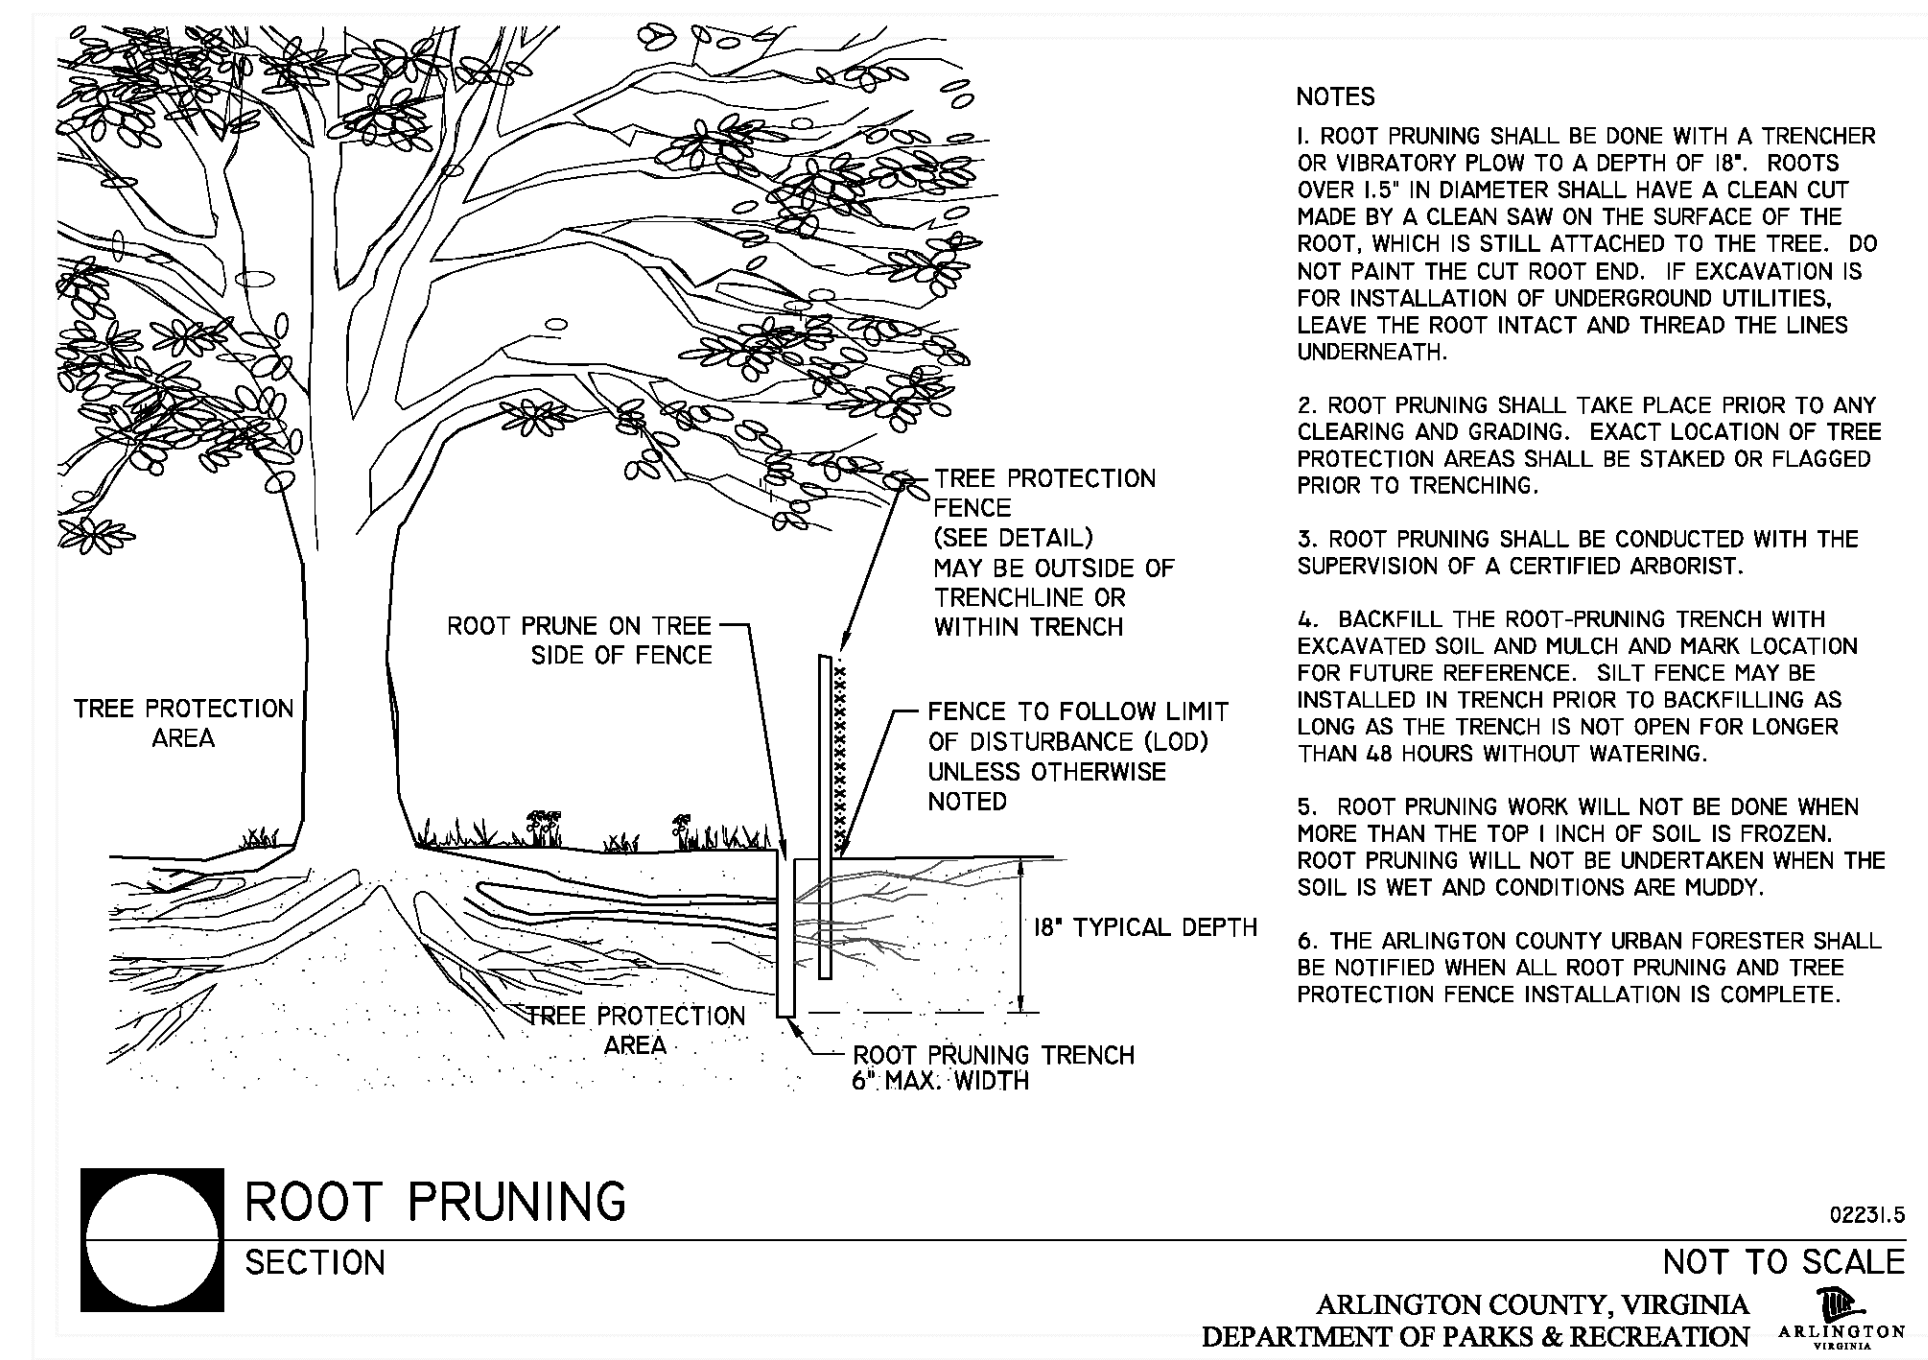 NOTES
1. ROOT PRUNING SHALL BE DONE WITH A TRENCHER
OR VIBRATORY PLOW TO A DEPTH OF 18". ROOTS
OVER 1.5" IN DIAMETER SHALL HAVE A CLEAN CUT
MADE BY A CLEAN SAW ON THE SURFACE OF THE
ROOT, WHICH IS STILL ATTACHED TO THE TREE. DO
NOT PAINT THE CUT ROOT END. IF EXCAVATION IS
FOR INSTALLATION OF UNDERGROUND UTILITIES,
LEAVE THE ROOT INTACT AND THREAD THE LINES
UNDERNEATH.
2. ROOT PRUNING SHALL TAKE PLACE PRIOR TO ANY
CLEARING AND GRADING. EXACT LOCATION OF TREE
PROTECTION AREAS SHALL BE STAKED OR FLAGGED
PRIOR TO TRENCHING.
3. ROOT PRUNING SHALL BE CONDUCTED WITH THE
SUPERVISION OF A CERTIFIED ARBORIST.
4. BACKFILL THE ROOT-PRUNING TRENCH WITH
EXCAVATED SOIL AND MULCH AND MARK LOCATION
FOR FUTURE REFERENCE. SILT FENCE MAY BE
INSTALLED IN TRENCH PRIOR TO BACKFILLING AS
LONG AS THE TRENCH IS NOT OPEN FOR LONGER
THAN 48 HOURS WITHOUT WATERING.
5. ROOT PRUNING WORK WILL NOT BE DONE WHEN
MORE THAN THE TOP 1 INCH OF SOIL IS FROZEN.
ROOT PRUNING WILL NOT BE UNDERTAKEN WHEN THE
SOIL IS WET AND CONDITIONS ARE MUDDY.
6. THE ARLINGTON COUNTY URBAN FORESTER SHALL
BE NOTIFIED WHEN ALL ROOT PRUNING AND TREE
PROTECTION FENCE INSTALLATION IS COMPLETE.
TREE PROTECTION
FENCE
(SEE DETAIL)
MAY BE OUTSIDE OF
TRENCHLINE OR
WITHIN TRENCH
ROOT PRUNE ON TREE
SIDE OF FENCE
TREE PROTECTION
AREA
FENCE TO FOLLOW LIMIT
OF DISTURBANCE (LOD)
UNLESS OTHERWISE
NOTED
18" TYPICAL DEPTH
TREE PROTECTION
AREA
ROOT PRUNING TRENCH
6" MAX. WIDTH
ROOT PRUNING
SECTION
02231.5
NOT TO SCALE
ARLINGTON COUNTY, VIRGINIA
DEPARTMENT OF PARKS & RECREATION
ARLINGTON
VIRGINIA